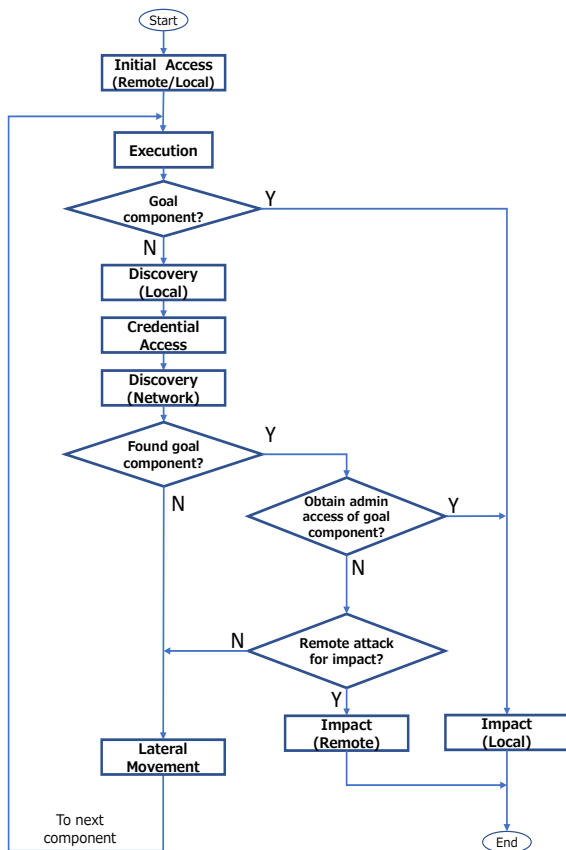 Start
Initial Access
(Remote/Local)
Execution
Goal
component?
Y
N
Discovery
(Local)
Credential
Access
Discovery
(Network)
Found goal
component?
Y
N
Obtain admin
access of goal
component?
Y
N
Remote attack
for impact?
N
Y
Impact
(Remote)
Impact
(Local)
Lateral
Movement
To next
component
End